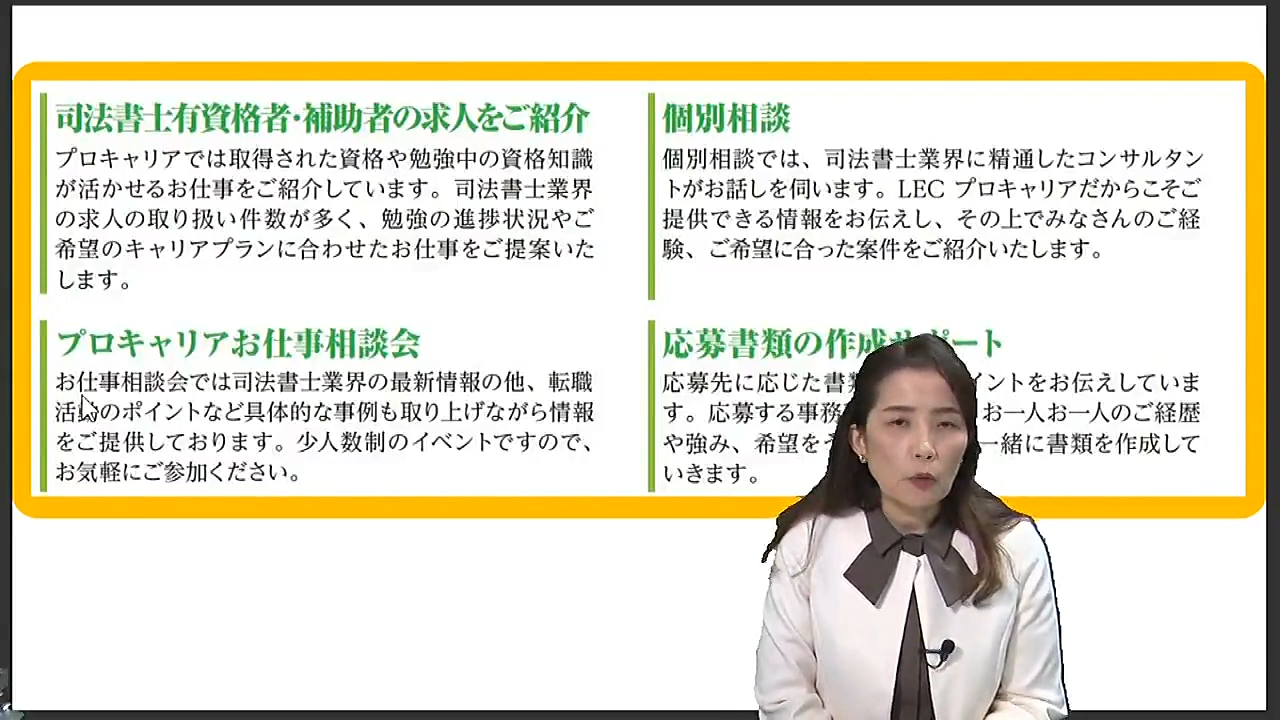 司法書士有資格者・補助者の求人をご紹介
プロキャリアでは取得された資格や勉強中の資格知識
が活かせるお仕事をご紹介しています。司法書士業界
の求人の取り扱い件数が多く、勉強の進捗状況やご
希望のキャリアプランに合わせたお仕事をご提案いた
します。
個別相談
個別相談では、司法書士業界に精通したコンサルタン
トがお話しを伺います。LEC プロキャリアだからこそご
提供できる情報をお伝えし、その上でみなさんのご経
験、ご希望に合った案件をご紹介いたします。
プロキャリアお仕事相談会
お仕事相談会では司法書士業界の最新情報の他、転職
活動のポイントなど具体的な事例も取り上げながら情報
をご提供しております。少人数制のイベントですので、
お気軽にご参加ください。
応募書類の作成サポート
応募先に応じた書 イントをお伝えしていま
す。応募する事務 お一人お一人のご経歴
や強み、希望を 一緒に書類を作成して
いきます。